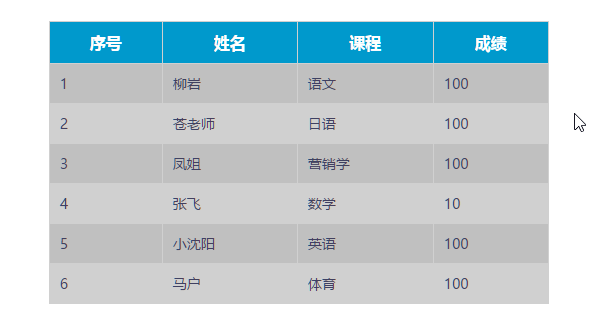 序号 姓名 课程 成绩
1 柳岩 语文 100
2 苍老师 日语 100
3 凤姐 营销学 100
4 张飞 数学 10
5 小沈阳 英语 100
6 马户 体育 100